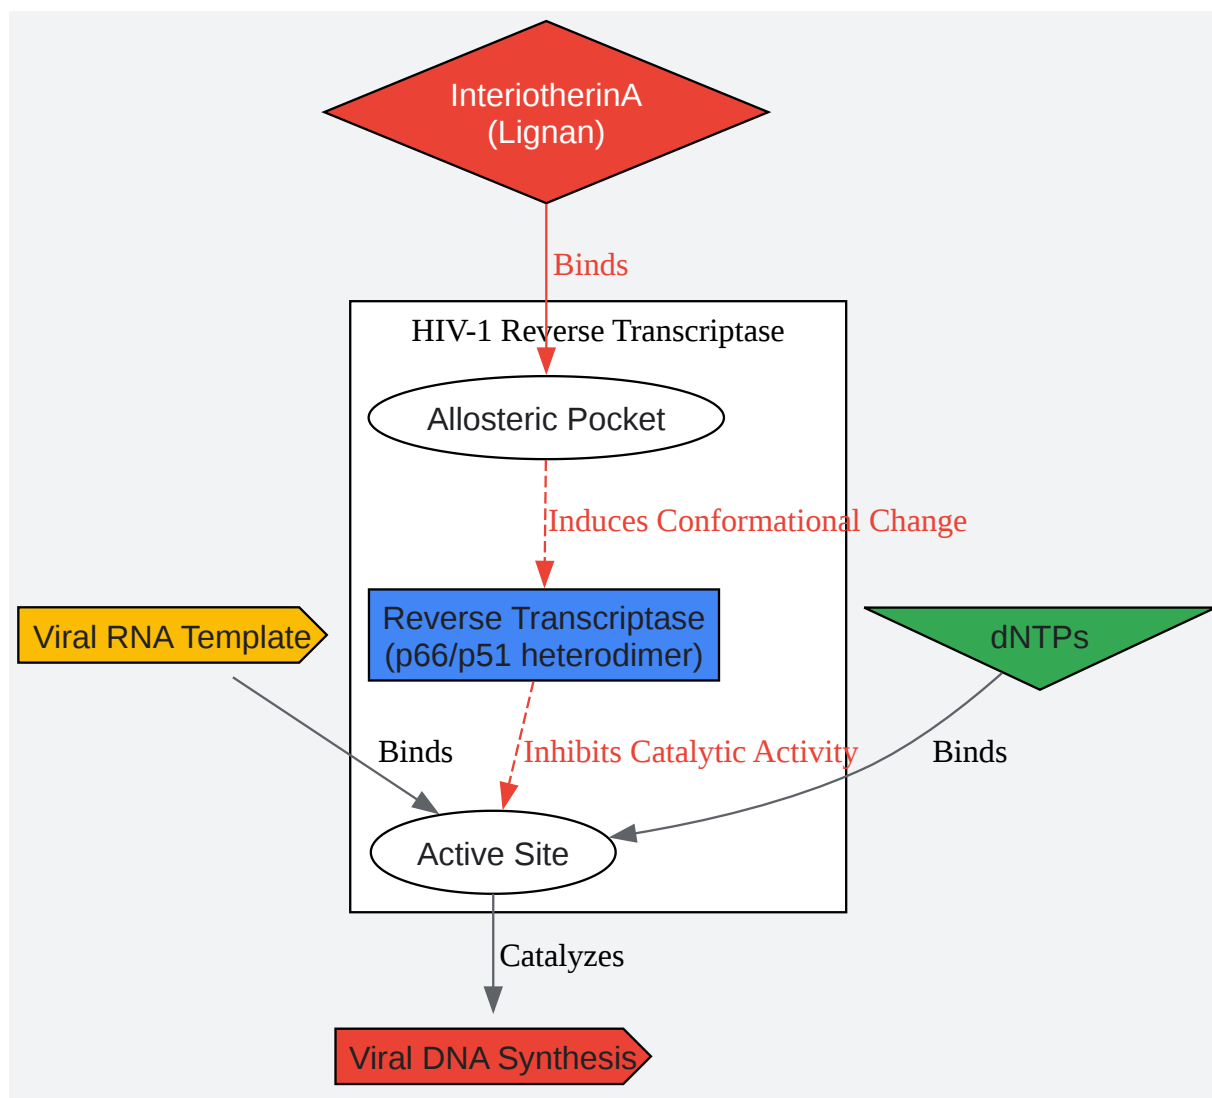 InteriotherinA
(Lignan)
Binds
HIV-1 Reverse Transcriptase
Allosteric Pocket
Induces Conformational Change
Viral RNA Template
Reverse Transcriptase
(p66/p51 heterodimer)
dNTPs
Binds
Inhibits Catalytic Activity
Binds
Active Site
Catalyzes
Viral DNA Synthesis